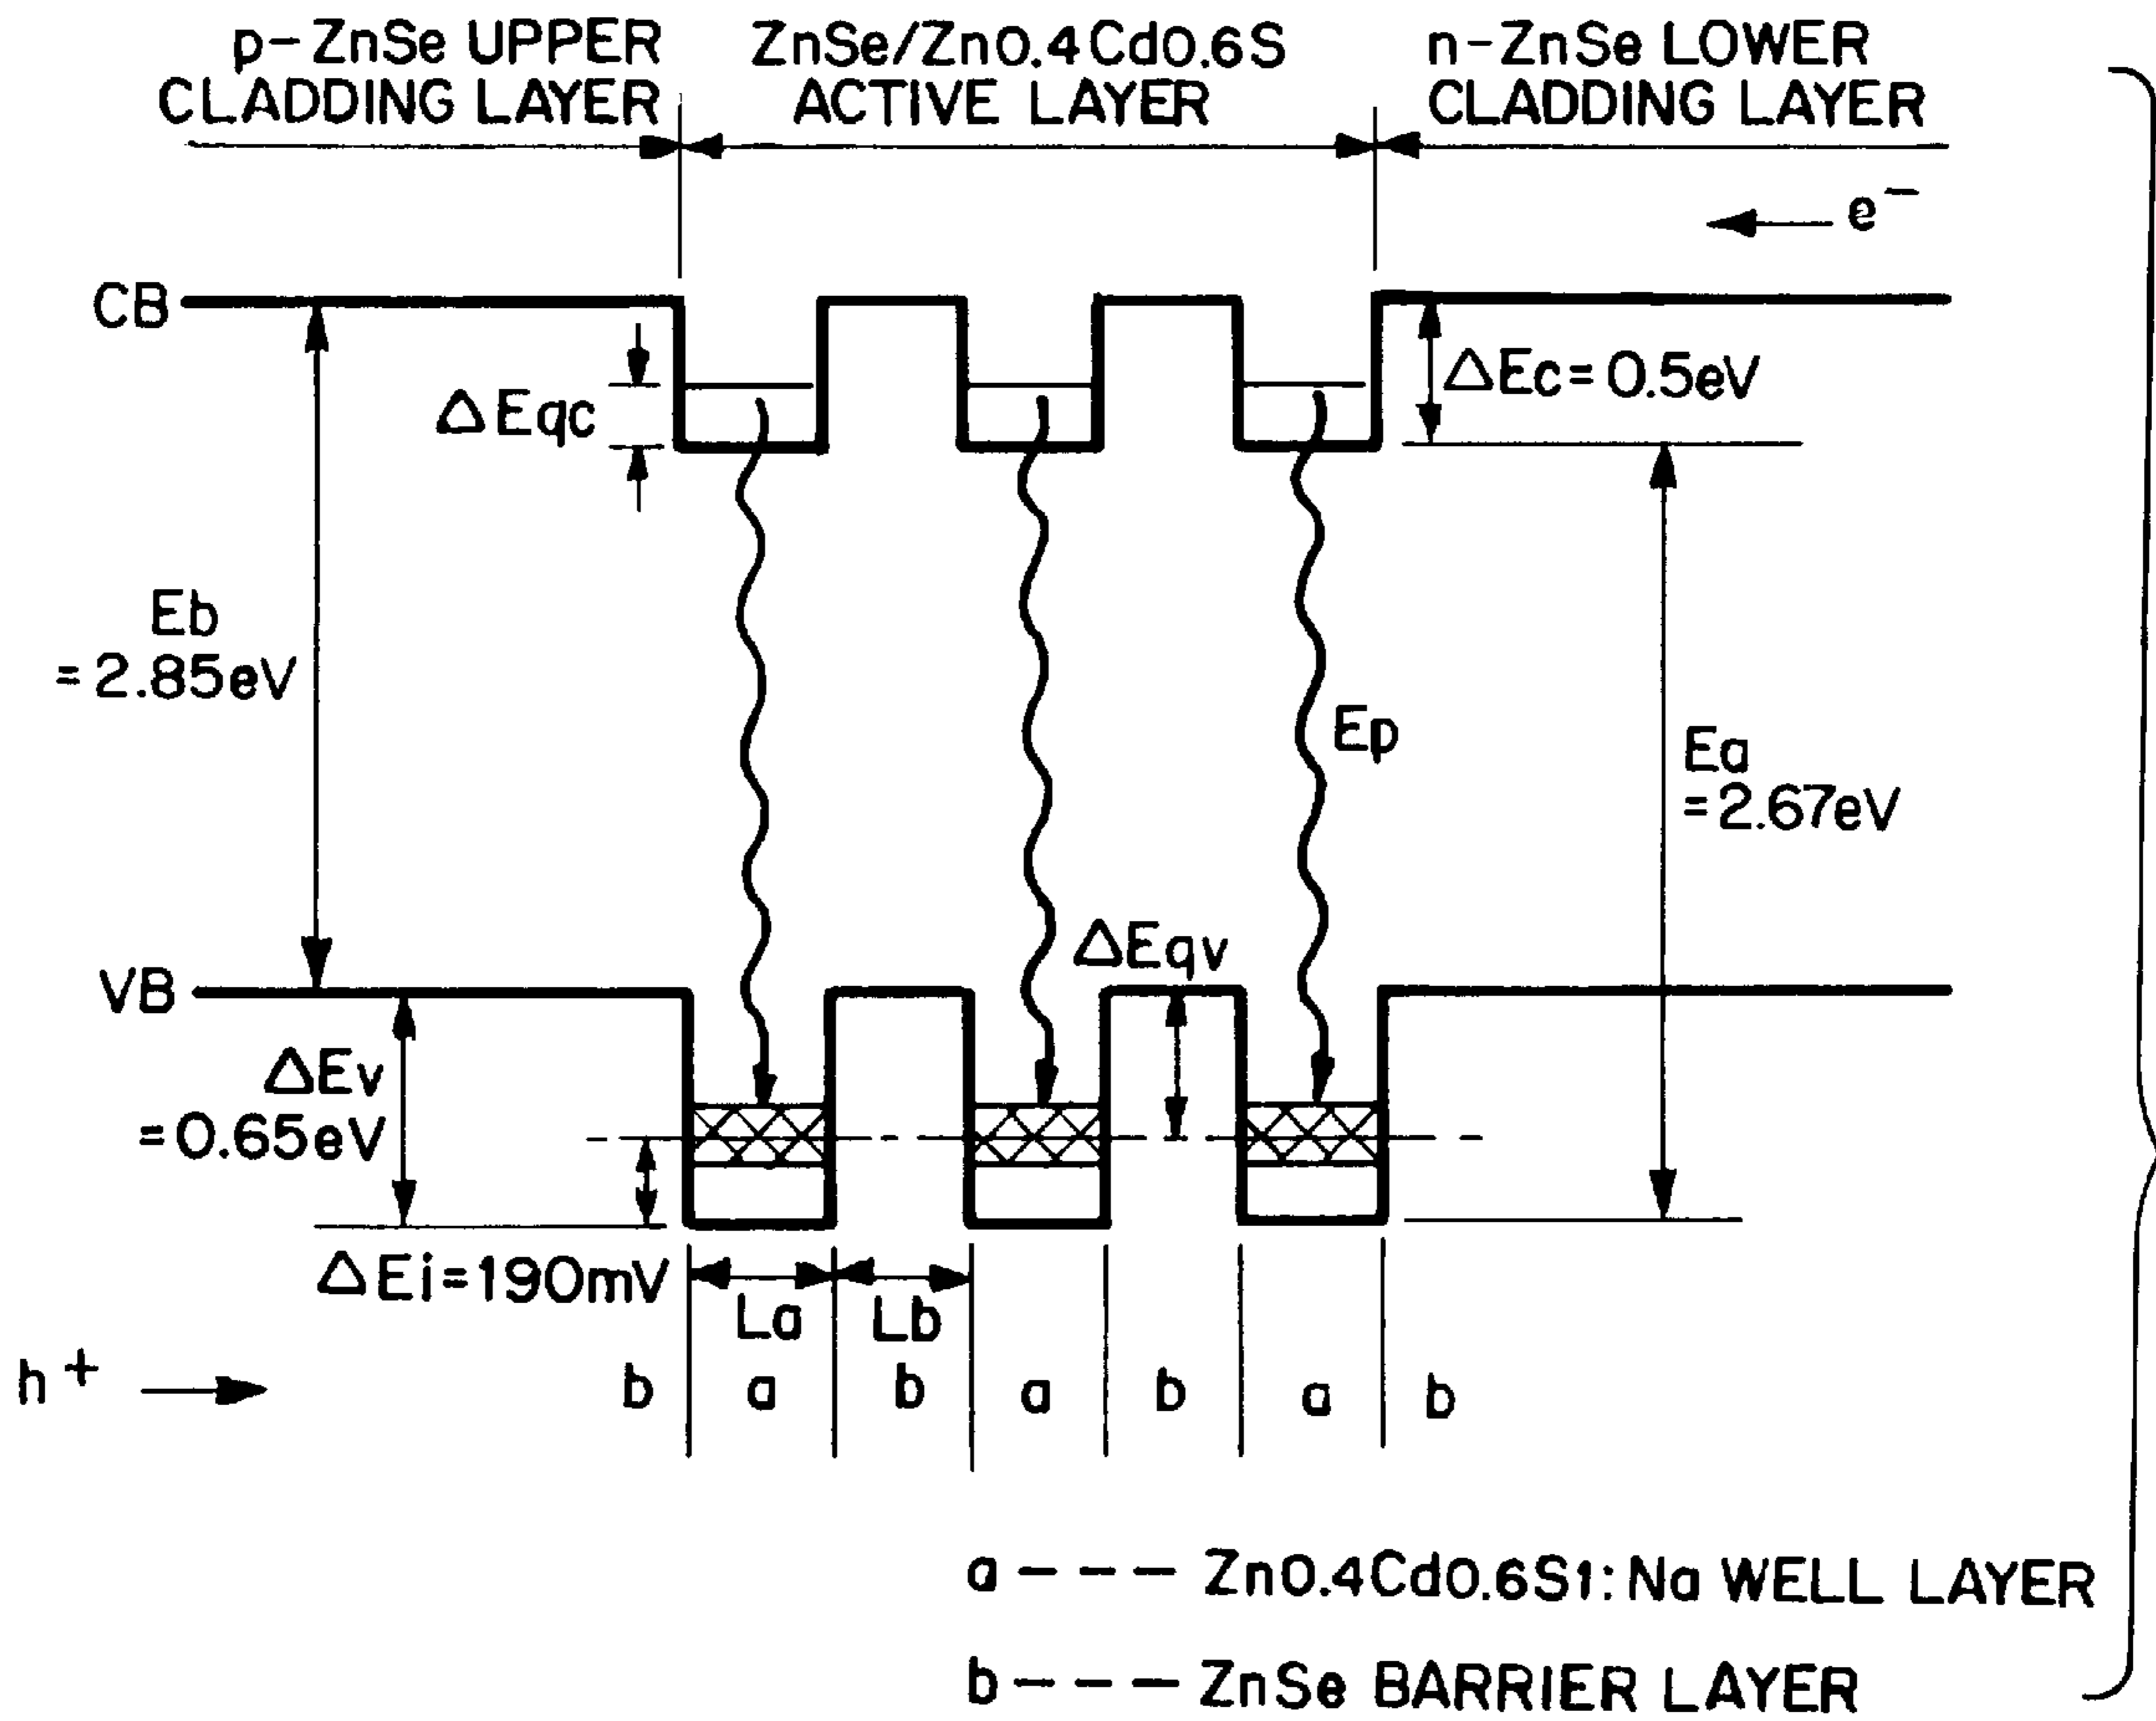 p-ZnSe UPPER
CLADDING LAYER
ZnSe/Zn0.4Cd0.6S
ACTIVE LAYER
n-ZnSe LOWER
CLADDING LAYER
e⁻
CB
ΔEqc
ΔEc=0.5eV
Eb
=2.85eV
Ep
Ea
=2.67eV
ΔEqv
VB
ΔEv
=0.65eV
ΔEi=190mV
La
Lb
h⁺
b
a
b
a
b
a
b
a --- Zn0.4Cd0.6S1:Na WELL LAYER
b --- ZnSe BARRIER LAYER